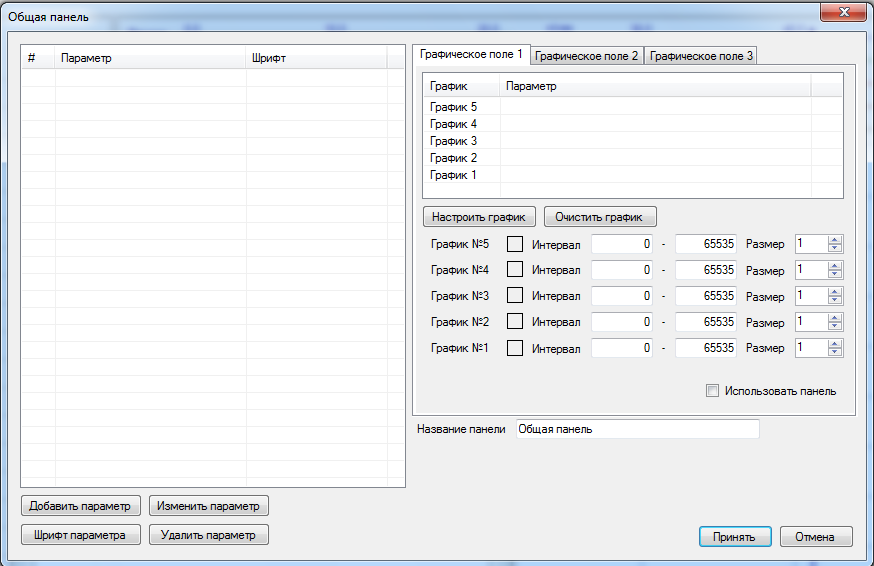 Общая панель
# Параметр Шрифт
Графическое поле 1 Графическое поле 2 Графическое поле 3
График Параметр
График 5
График 4
График 3
График 2
График 1
Настроить график Очистить график
График №5 Интервал 0 - 65535 Размер 1
График №4 Интервал 0 - 65535 Размер 1
График №3 Интервал 0 - 65535 Размер 1
График №2 Интервал 0 - 65535 Размер 1
График №1 Интервал 0 - 65535 Размер 1
Использовать панель
Название панели Общая панель
Добавить параметр Изменить параметр
Шрифт параметра Удалить параметр
Принять Отмена